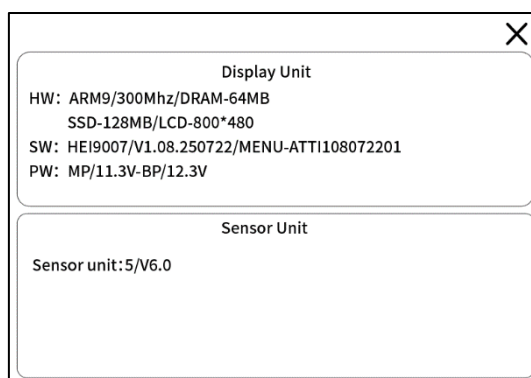 Display Unit
HW: ARM9/300Mhz/DRAM-64MB
SSD-128MB/LCD-800*480
SW: HEI9007/V1.08.250722/MENU-ATTI108072201
PW: MP/11.3V-BP/12.3V
Sensor Unit
Sensor unit:5/V6.0